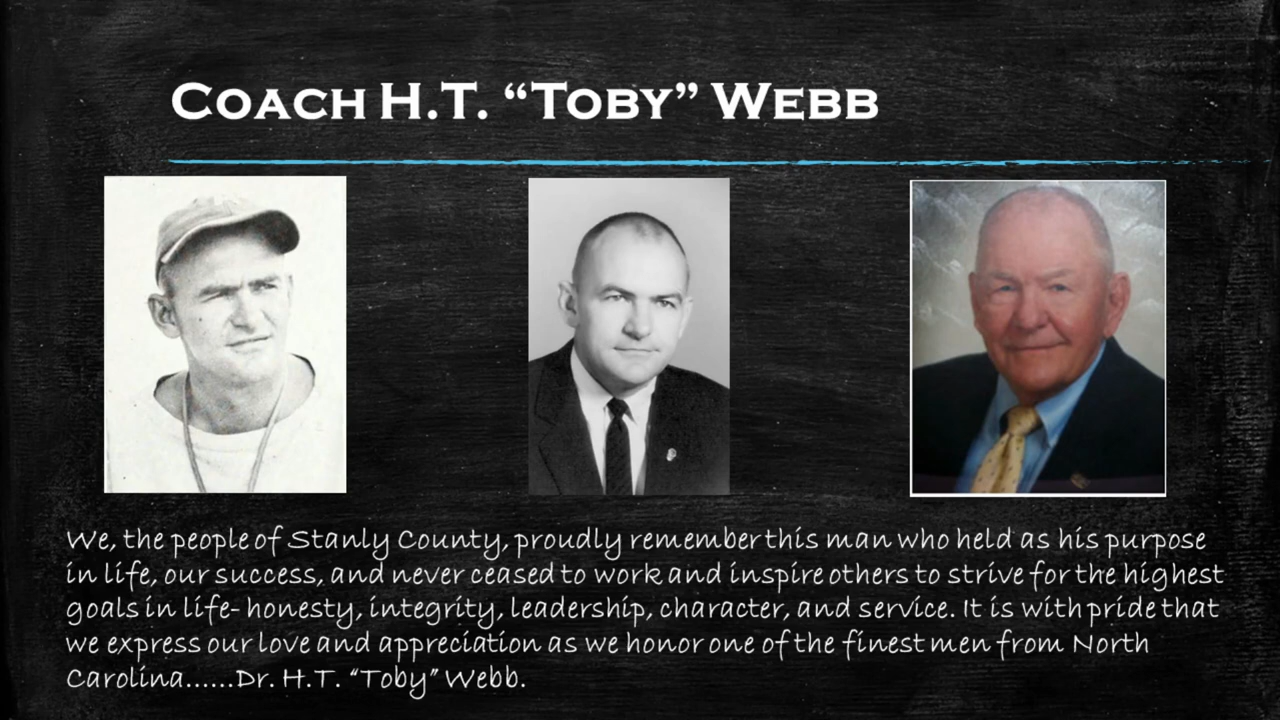 Coach H.T. “Toby” Webb
We, the people of Stanly County, proudly remember this man who held as his purpose
in life, our success, and never ceased to work and inspire others to strive for the highest
goals in life- honesty, integrity, leadership, character, and service. It is with pride that
we express our love and appreciation as we honor one of the finest men from North
Carolina......Dr. H.T. “Toby” Webb.